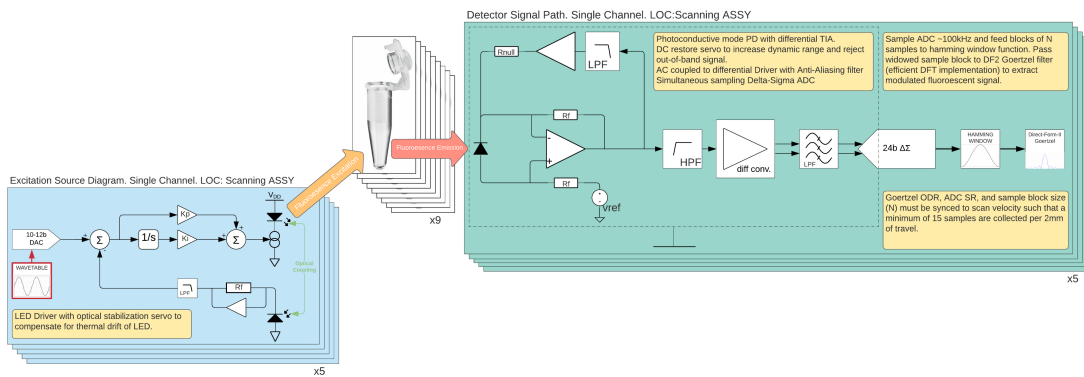 Detector Signal Path. Single Channel. LOC:Scanning ASSY
Rnull
LPF
Photoconductive mode PD with differential TIA.
DC restore servo to increase dynamic range and reject
out-of-band signal.
AC coupled to differential Driver with Anti-Aliasing filter
Simultaneous sampling Delta-Sigma ADC
Sample ADC ~100kHz and feed blocks of N
samples to hamming window function. Pass
widowed sample block to DF2 Goertzel filter
(efficient DFT implementation) to extract
modulated fluoroesent signal.
Rf
-
+
Rf
vref
HPF
diff conv.
LPF
24b ΔΣ
HAMMING
WINDOW
Direct-Form-II
Goertzel
Goertzel ODR, ADC SR, and sample block size
(N) must be synced to scan velocity such that a
minimum of 15 samples are collected per 2mm
of travel.
x5
Fluoroesence Emission
x9
Fluoroesence Excitation
Excitation Source Diagram. Single Channel. LOC: Scanning ASSY
VDD
10-12b
DAC
WAVETABLE
+
Σ
-
1/s
Kp
Ki
+
+
Σ
Optical
Coupling
LPF
Rf
LED Driver with optical stabilization servo to
compensate for thermal drift of LED.
x5